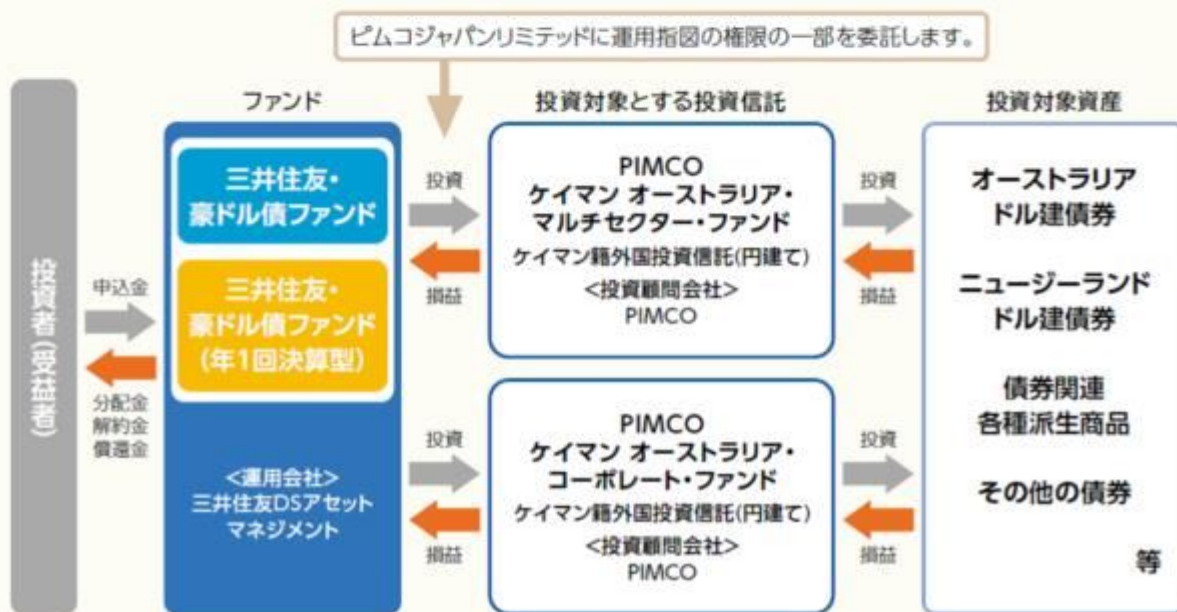 ピムコジャパンリミテッドに運用指図の権限の一部を委託します。
投資者(受益者)
申込金
分配金
解約金
償還金
ファンド
三井住友・
豪ドル債ファンド
三井住友・
豪ドル債ファンド
(年1回決算型)
<運用会社>
三井住友DSアセット
マネジメント
投資
損益
投資
損益
投資対象とする投資信託
PIMCO
ケイマン オーストラリア・
マルチセクター・ファンド
ケイマン籍外国投資信託(円建て)
<投資顧問会社>
PIMCO
PIMCO
ケイマン オーストラリア・
コーポレート・ファンド
ケイマン籍外国投資信託(円建て)
<投資顧問会社>
PIMCO
投資
損益
投資
損益
投資対象資産
オーストラリア
ドル建債券
ニュージーランド
ドル建債券
債券関連
各種派生商品
その他の債券
等